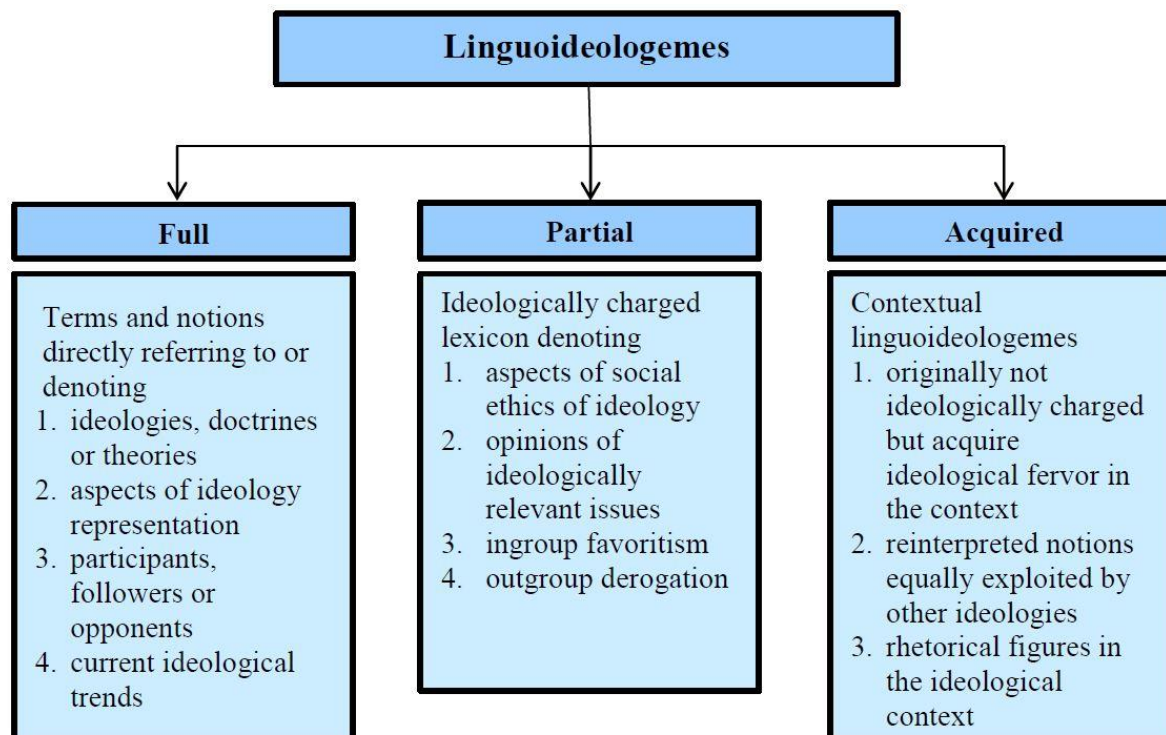 Linguoideologemes
Full
Terms and notions
directly referring to or
denoting
1. ideologies, doctrines
or theories
2. aspects of ideology
representation
3. participants,
followers or
opponents
4. current ideological
trends
Partial
Ideologically charged
lexicon denoting
1. aspects of social
ethics of ideology
2. opinions of
ideologically
relevant issues
3. ingroup favoritism
4. outgroup derogation
Acquired
Contextual
linguoideologemes
1. originally not
ideologically charged
but acquire
ideological fervor in
the context
2. reinterpreted notions
equally exploited by
other ideologies
3. rhetorical figures in
the ideological
context